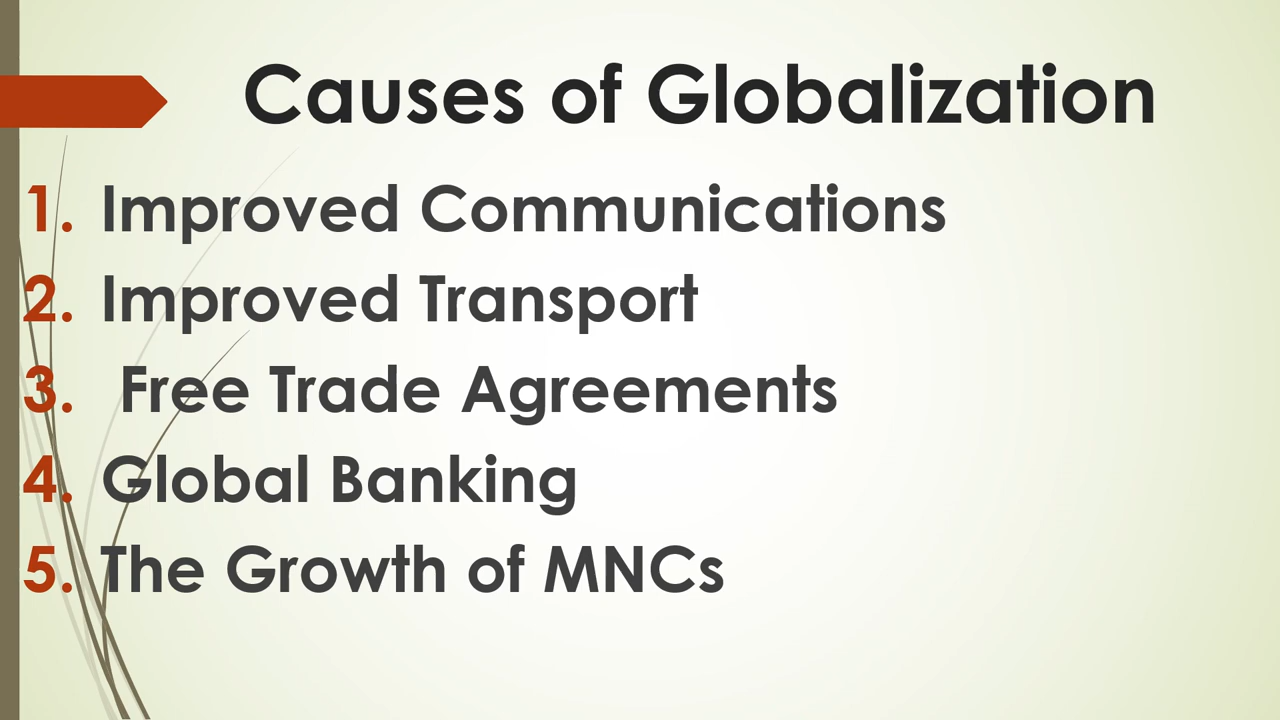 Causes of Globalization
1. Improved Communications
2. Improved Transport
3. Free Trade Agreements
4. Global Banking
5. The Growth of MNCs